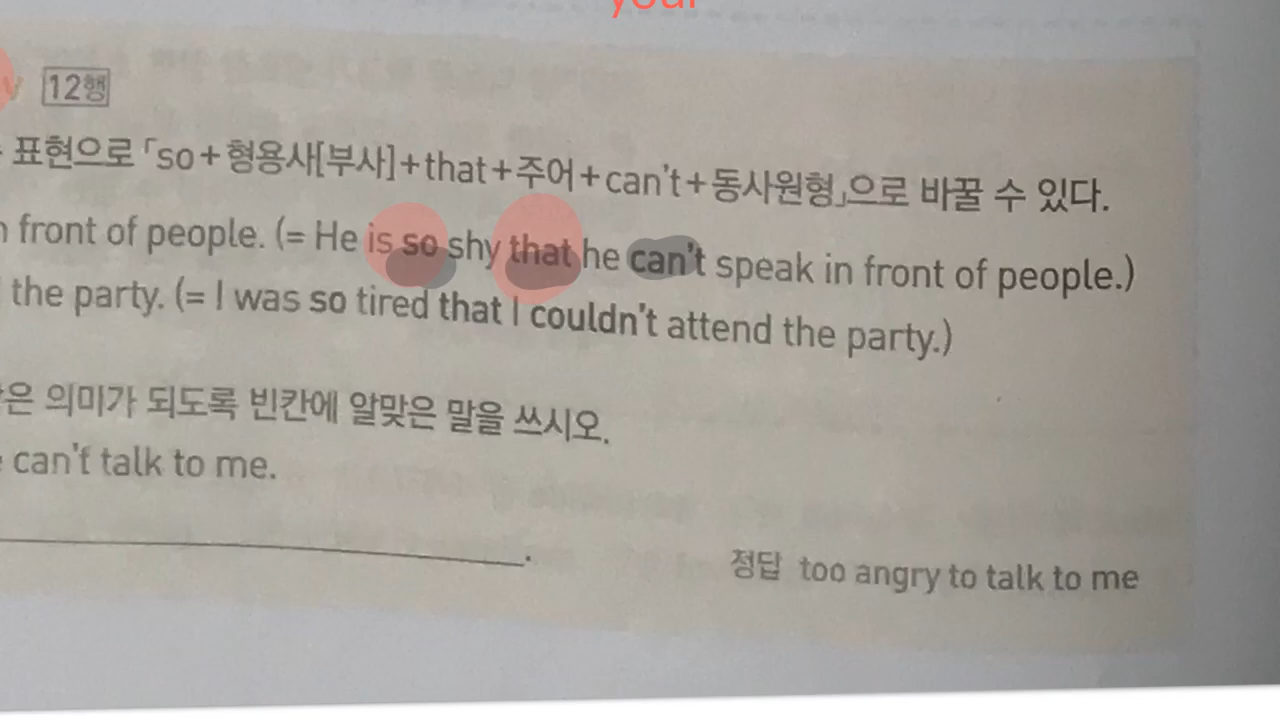 your
12행
표현으로 「so+형용사[부사]+that+주어+can't+동사원형」으로 바꿀 수 있다.
front of people. (= He is so shy that he can't speak in front of people.)
the party. (= I was so tired that I couldn't attend the party.)
은 의미가 되도록 빈칸에 알맞은 말을 쓰시오.
can't talk to me.
정답 too angry to talk to me